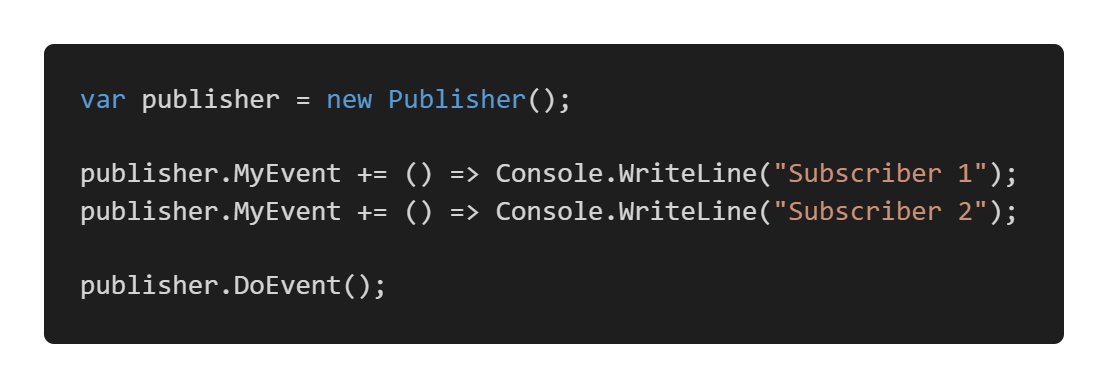 var publisher = new Publisher();
publisher.MyEvent += () => Console.WriteLine("Subscriber 1");
publisher.MyEvent += () => Console.WriteLine("Subscriber 2");
publisher.DoEvent();